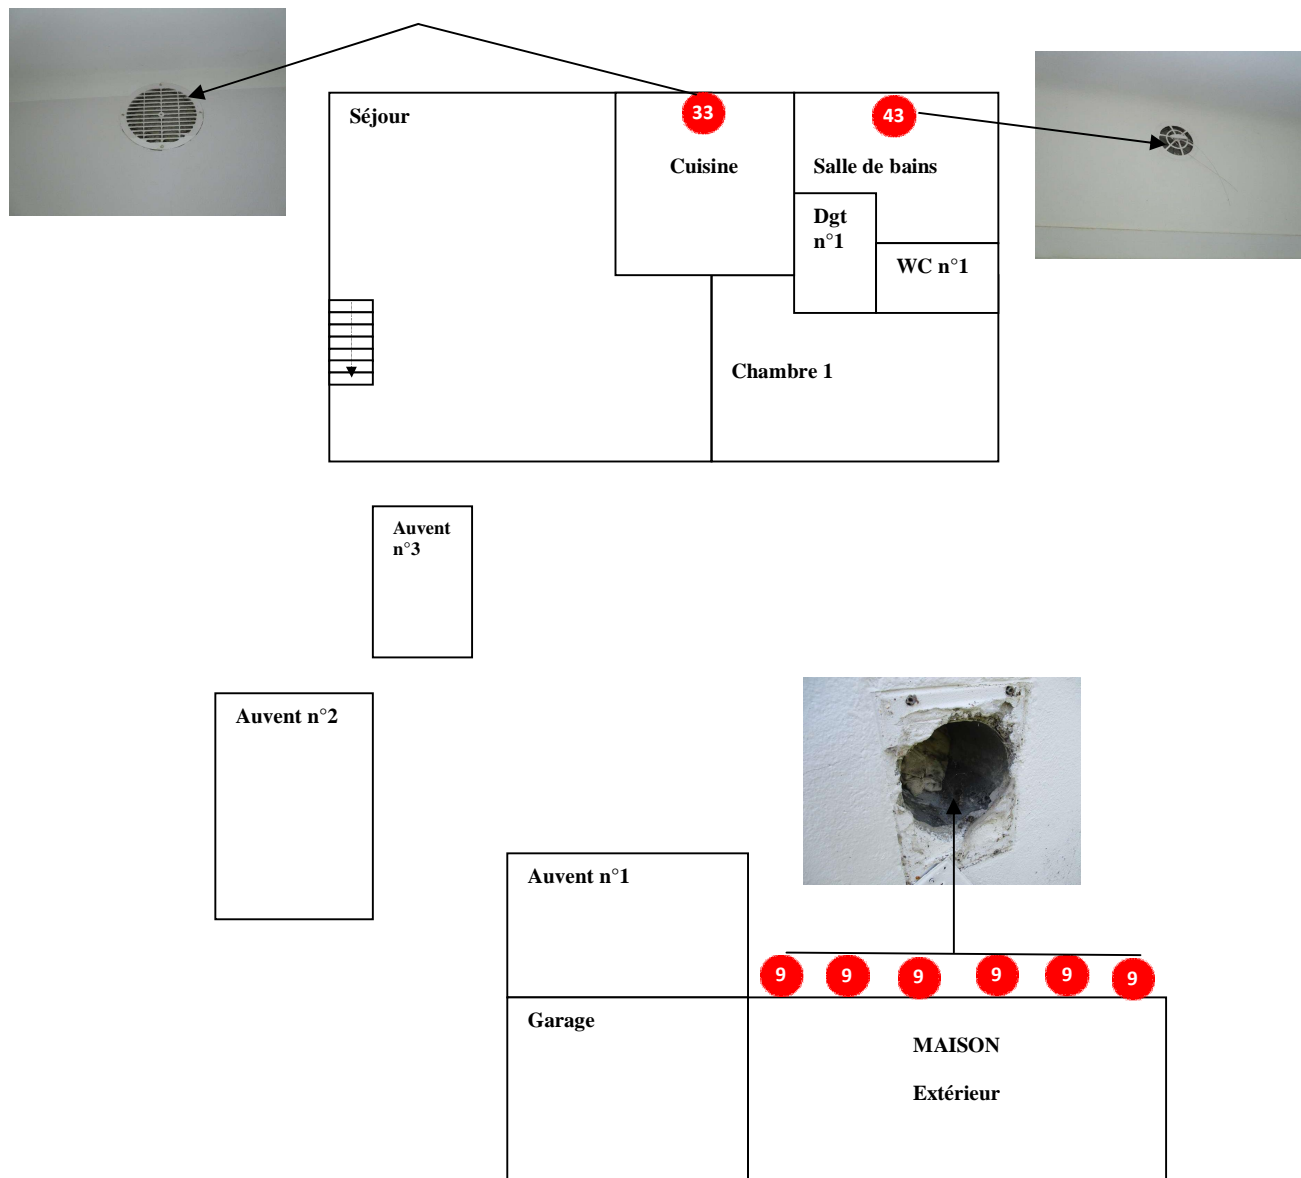 33
43
Séjour
Cuisine
Salle de bains
Dgt
n°1
WC n°1
Chambre 1
Auvent
n°3
Auvent n°2
Auvent n°1
9
9
9
9
9
9
Garage
MAISON
Extérieur